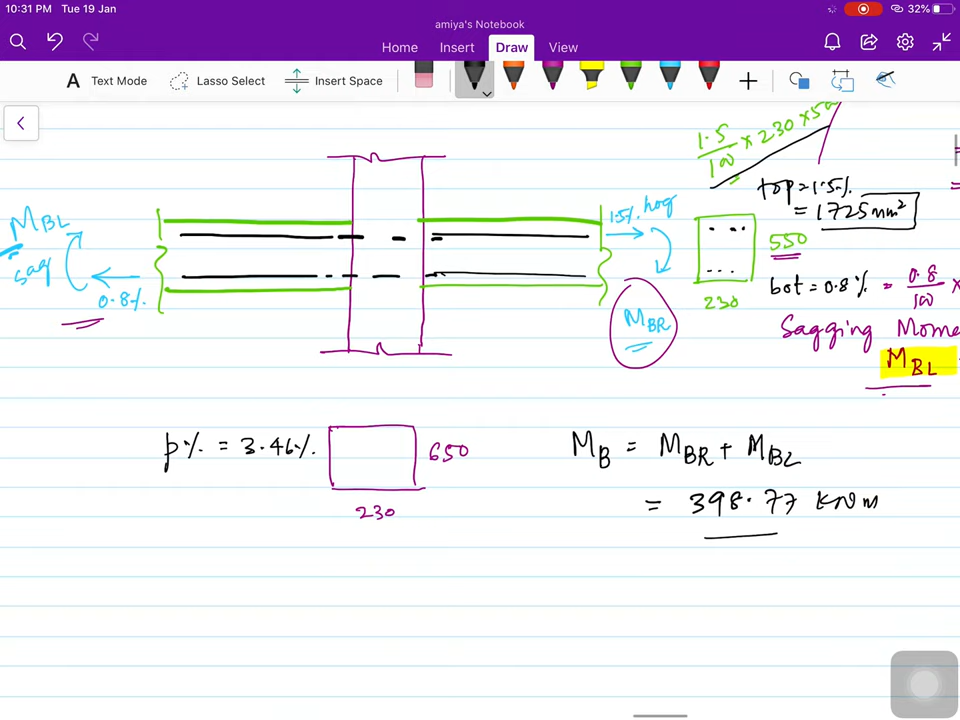 10:31 PM Tue 19 Jan
32%
amiya's Notebook
Home Insert Draw View
Text Mode Lasso Select Insert Space
1.5/100 × 230 × 50
top = 1.5%
= 1725 mm²
MBL
sag
0.8%
1.5% hog
MBR
550
230
bot = 0.8% = 0.8/100 ×
Sagging Mome
MBL
p% = 3.46%
650
230
MB = MBR + MBL
= 398.77 KNm